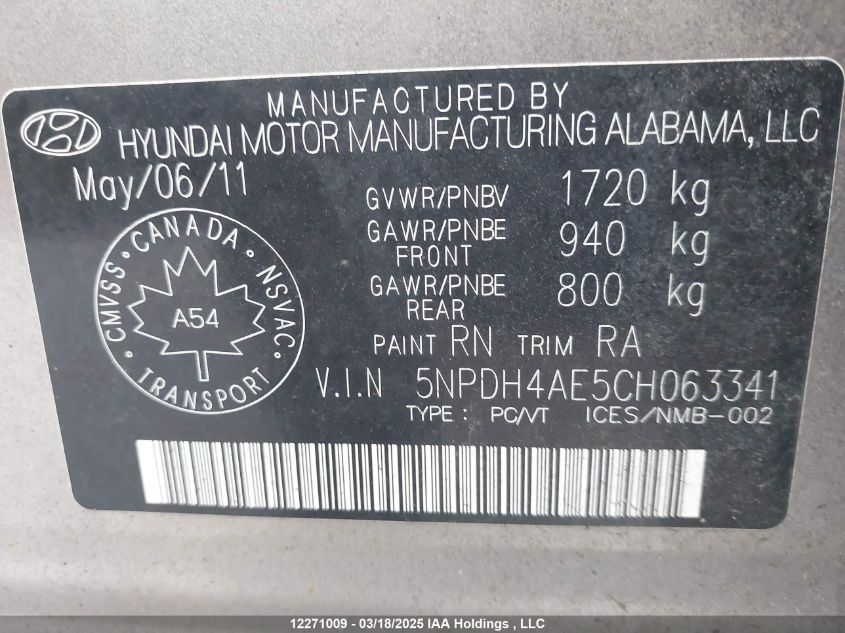 MANUFACTURED BY
HYUNDAI MOTOR MANUFACTURING ALABAMA, LLC
May/06/11
GVWR/PNBV 1720 kg
GAWR/PNBE FRONT 940 kg
GAWR/PNBE REAR 800 kg
CANADA
CMVSS
NSVAC
A54
TRANSPORT
PAINT RN TRIM RA
V.I.N 5NPDH4AE5CH063341
TYPE: PC/VT ICES/NMB-002
12271009 - 03/18/2025 IAA Holdings , LLC